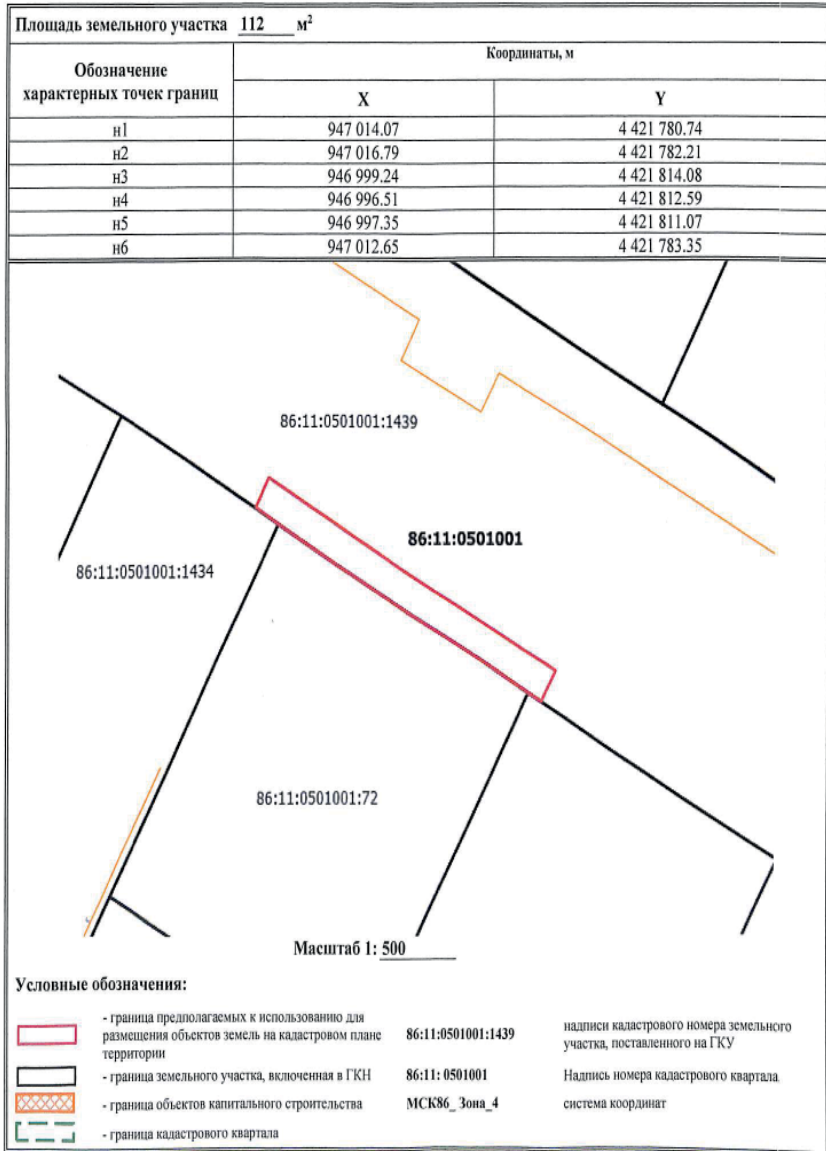 Площадь земельного участка 112 м²
Обозначение характерных точек границ
Координаты, м
X Y
н1 947 014.07 4 421 780.74
н2 947 016.79 4 421 782.21
н3 946 999.24 4 421 814.08
н4 946 996.51 4 421 812.59
н5 946 997.35 4 421 811.07
н6 947 012.65 4 421 783.35
86:11:0501001:1439
86:11:0501001
86:11:0501001:1434
86:11:0501001:72
Масштаб 1: 500
Условные обозначения:
- граница предполагаемых к использованию для
размещения объектов земель на кадастровом плане
территории
86:11:0501001:1439
надписи кадастрового номера земельного
участка, поставленного на ГКУ
- граница земельного участка, включенная в ГКН
86:11: 0501001
Надпись номера кадастрового квартала
- граница объектов капитального строительства
МСК86_ Зона_4
система координат
- граница кадастрового квартала